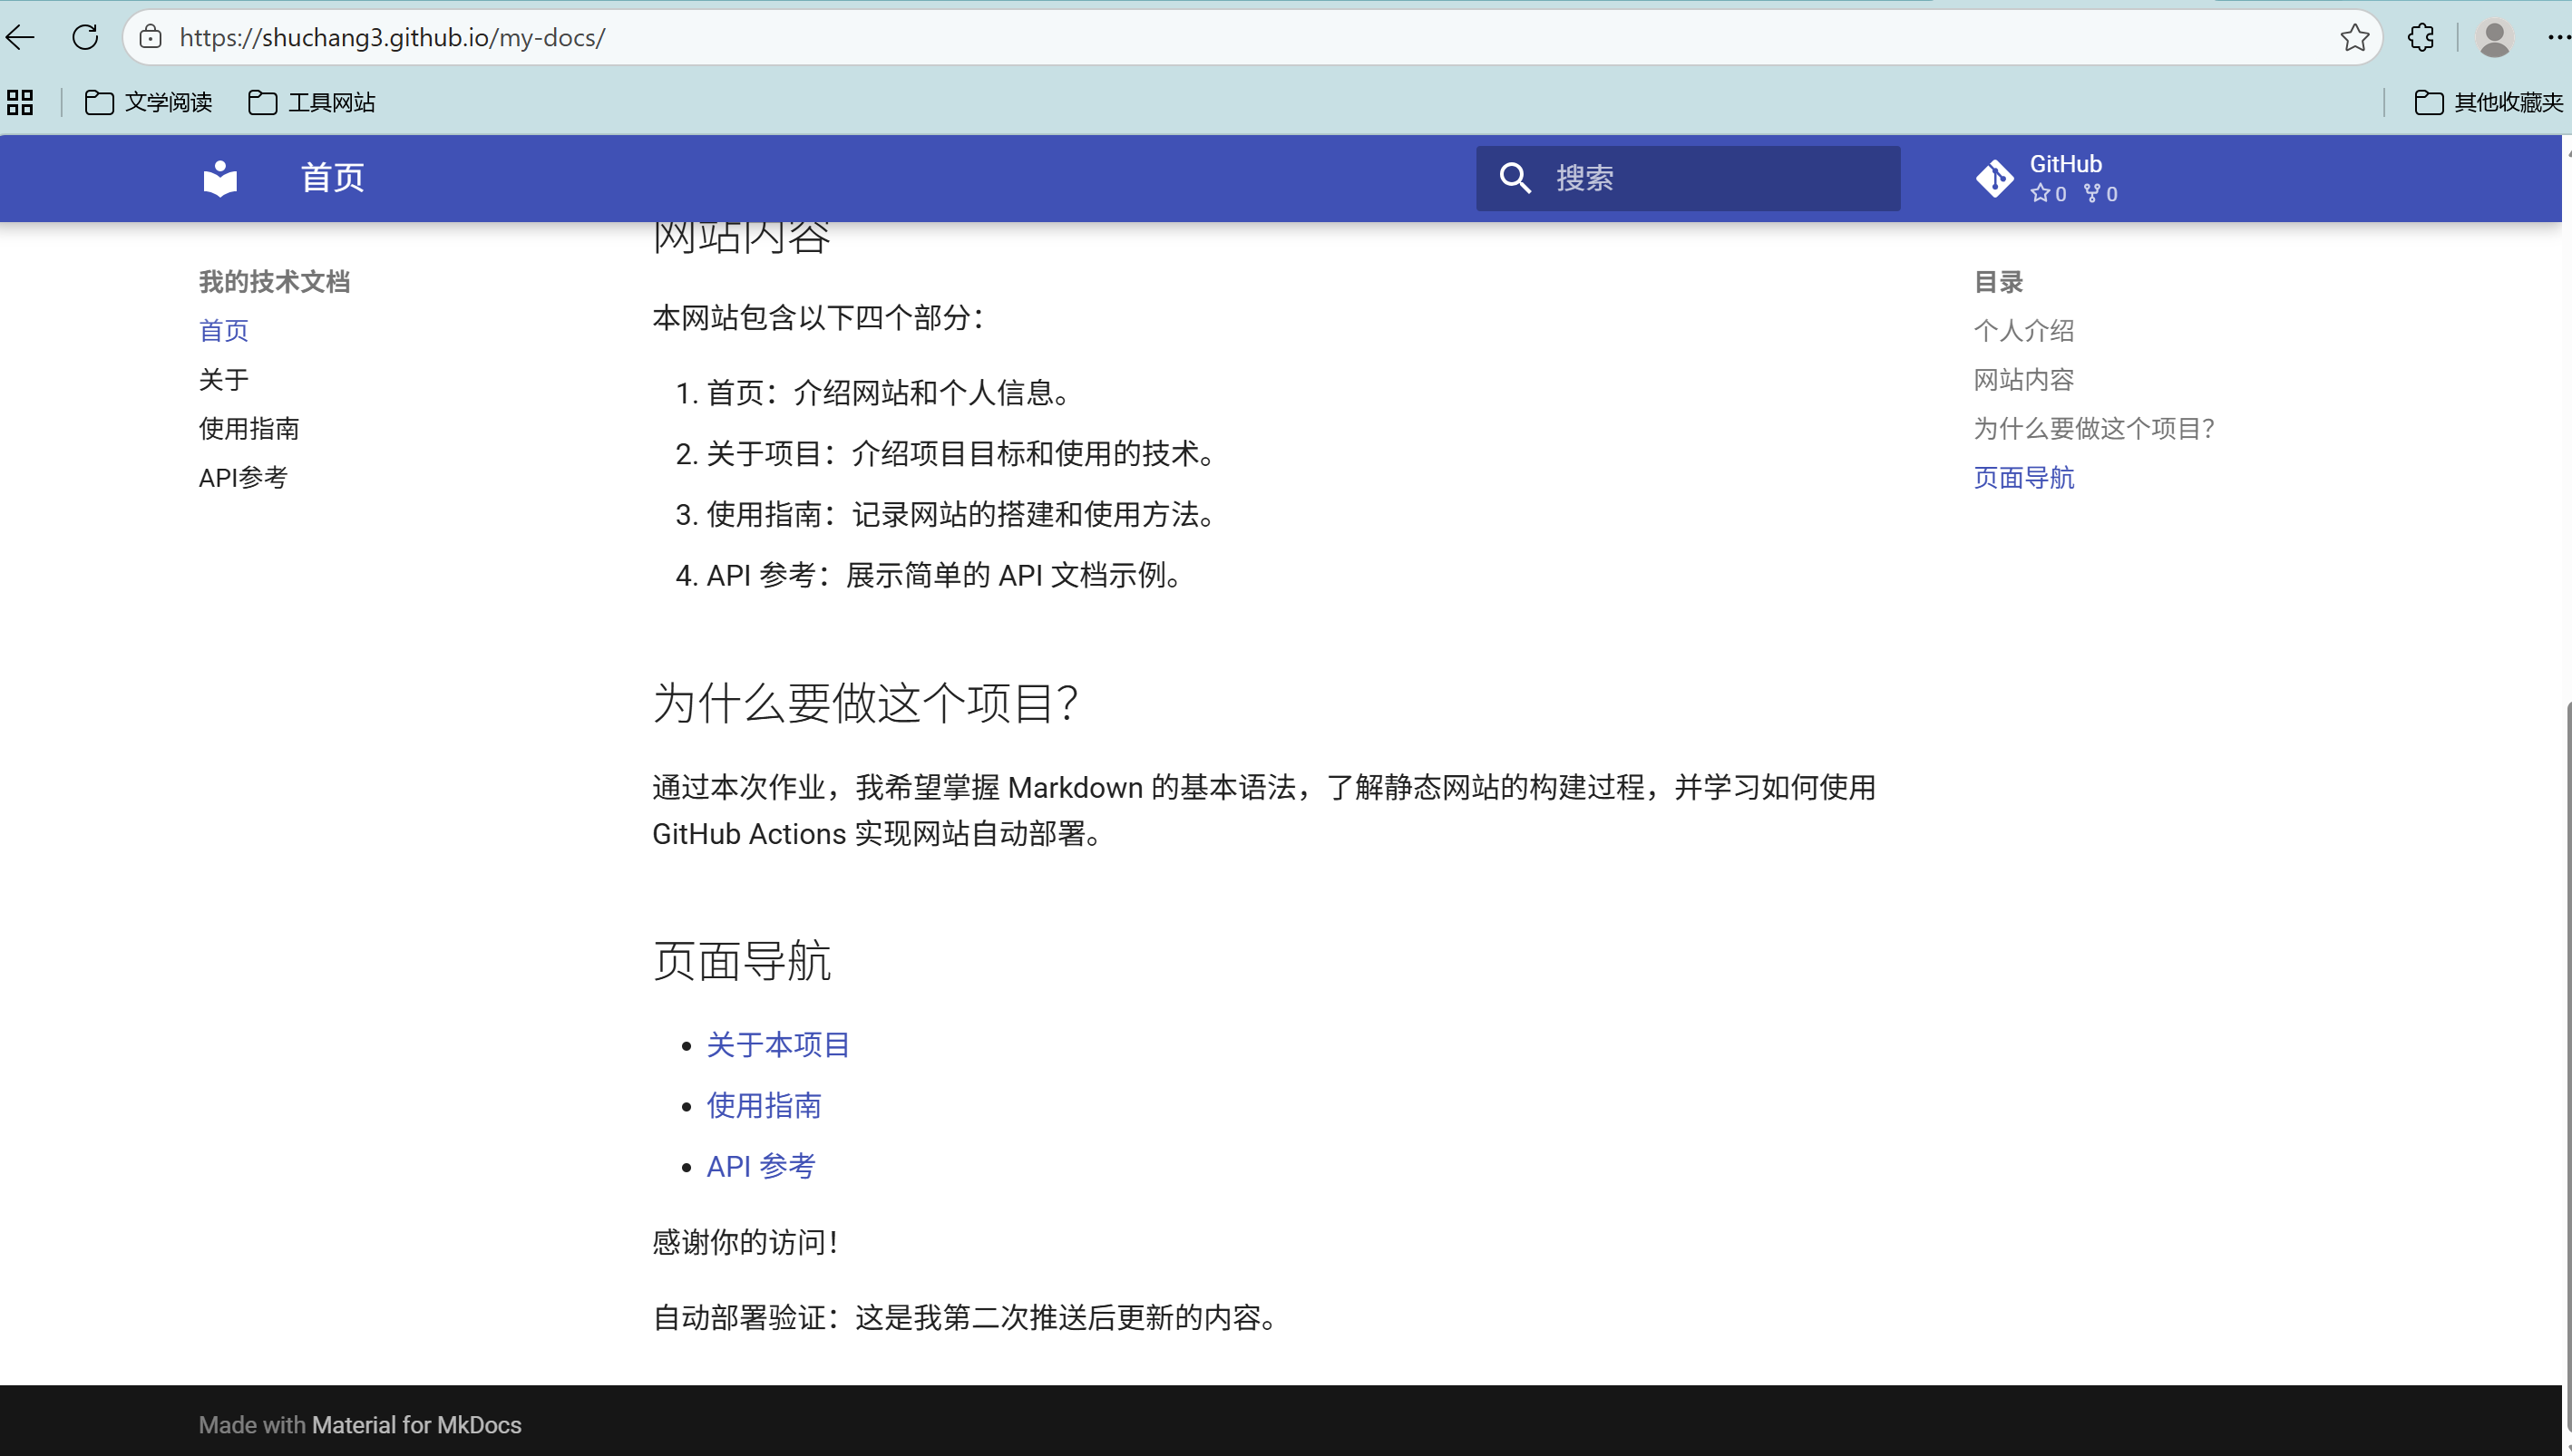 https://shuchang3.github.io/my-docs/
文学阅读
工具网站
其他收藏夹
首页
搜索
GitHub
0 0
我的技术文档
首页
关于
使用指南
API参考
网站内容
本网站包含以下四个部分：
1. 首页：介绍网站和个人信息。
2. 关于项目：介绍项目目标和使用的技术。
3. 使用指南：记录网站的搭建和使用方法。
4. API 参考：展示简单的 API 文档示例。
为什么要做这个项目？
通过本次作业，我希望掌握 Markdown 的基本语法，了解静态网站的构建过程，并学习如何使用
GitHub Actions 实现网站自动部署。
页面导航
• 关于本项目
• 使用指南
• API 参考
感谢你的访问！
自动部署验证：这是我第二次推送后更新的内容。
目录
个人介绍
网站内容
为什么要做这个项目？
页面导航
Made with Material for MkDocs